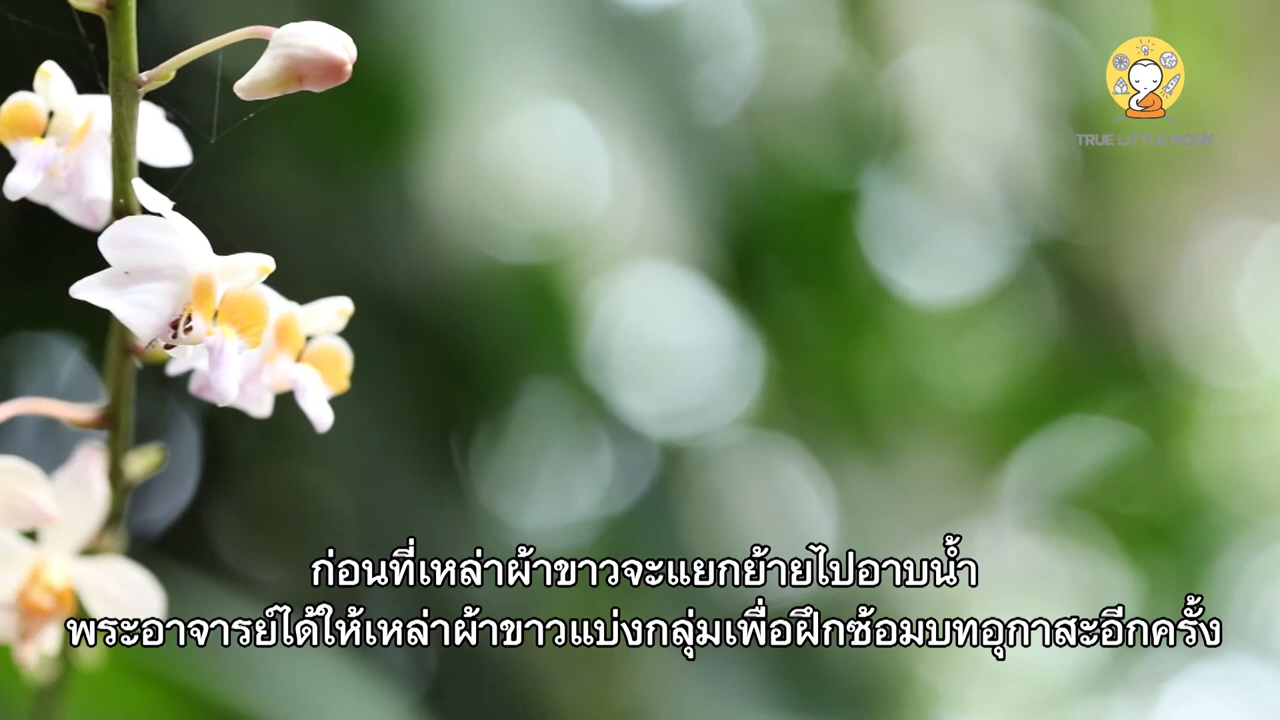 TRUE LITTLE MONK
ก่อนที่เหล่าผ้าขาวจะแยกย้ายไปอาบน้ำ
พระอาจารย์ได้ให้เหล่าผ้าขาวแบ่งกลุ่มเพื่อฝึกซ้อมบทอุกาสะอีกครั้ง